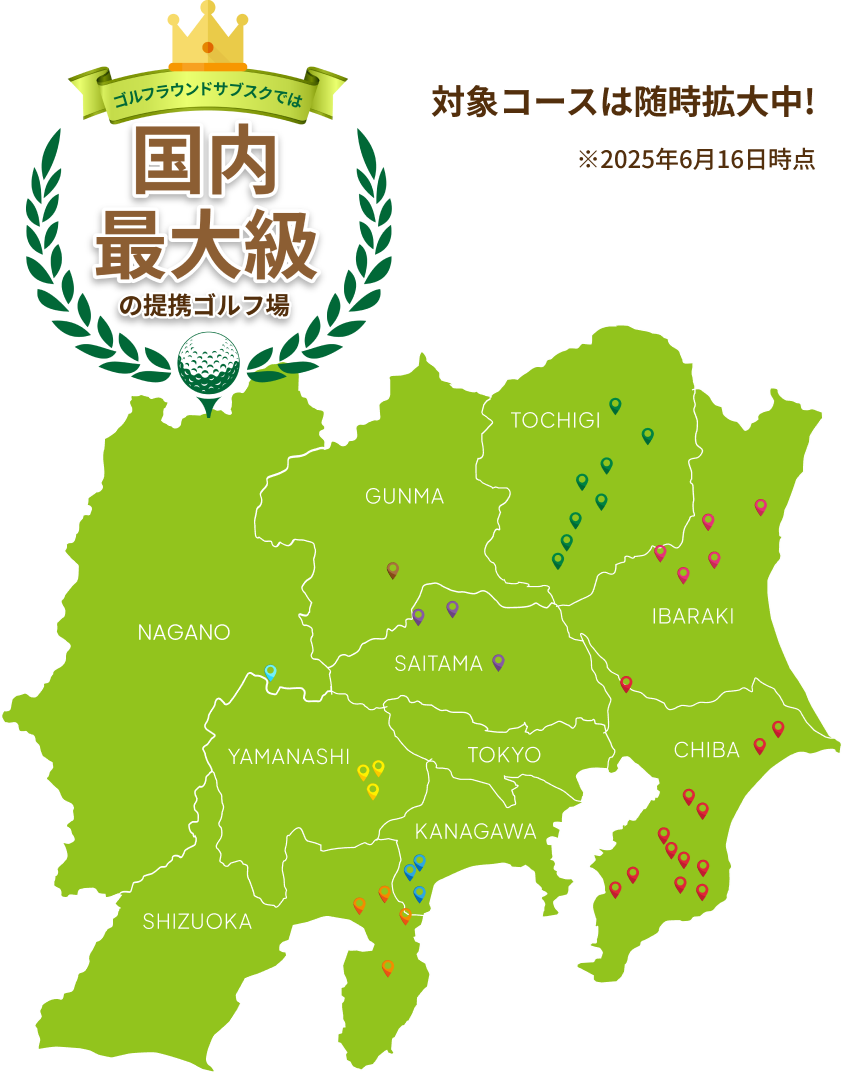 ゴルフラウンドサブスクでは
国内
最大級
の提携ゴルフ場
対象コースは随時拡大中!
※2025年6月16日時点
TOCHIGI
GUNMA
IBARAKI
NAGANO
SAITAMA
YAMANASHI
TOKYO
CHIBA
KANAGAWA
SHIZUOKA